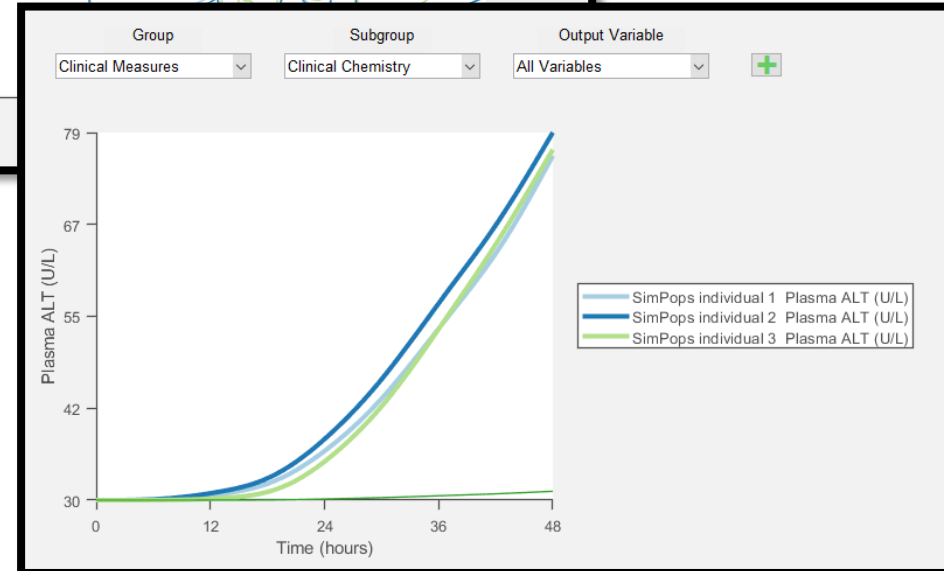 Group Subgroup Output Variable
Clinical Measures Clinical Chemistry All Variables
79
67
55
42
30
Plasma ALT (U/L)
0 12 24 36 48
Time (hours)
SimPops individual 1 Plasma ALT (U/L)
SimPops individual 2 Plasma ALT (U/L)
SimPops individual 3 Plasma ALT (U/L)